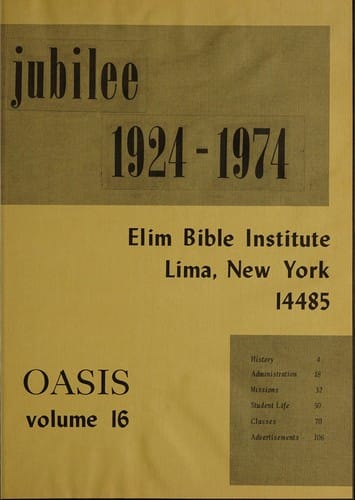 jubilee
1924-1974
Elim Bible Institute
Lima, New York
14485
OASIS
volume 16
History 4
Administration 18
Missions 32
Student Life 50
Classes 70
Advertisements 106